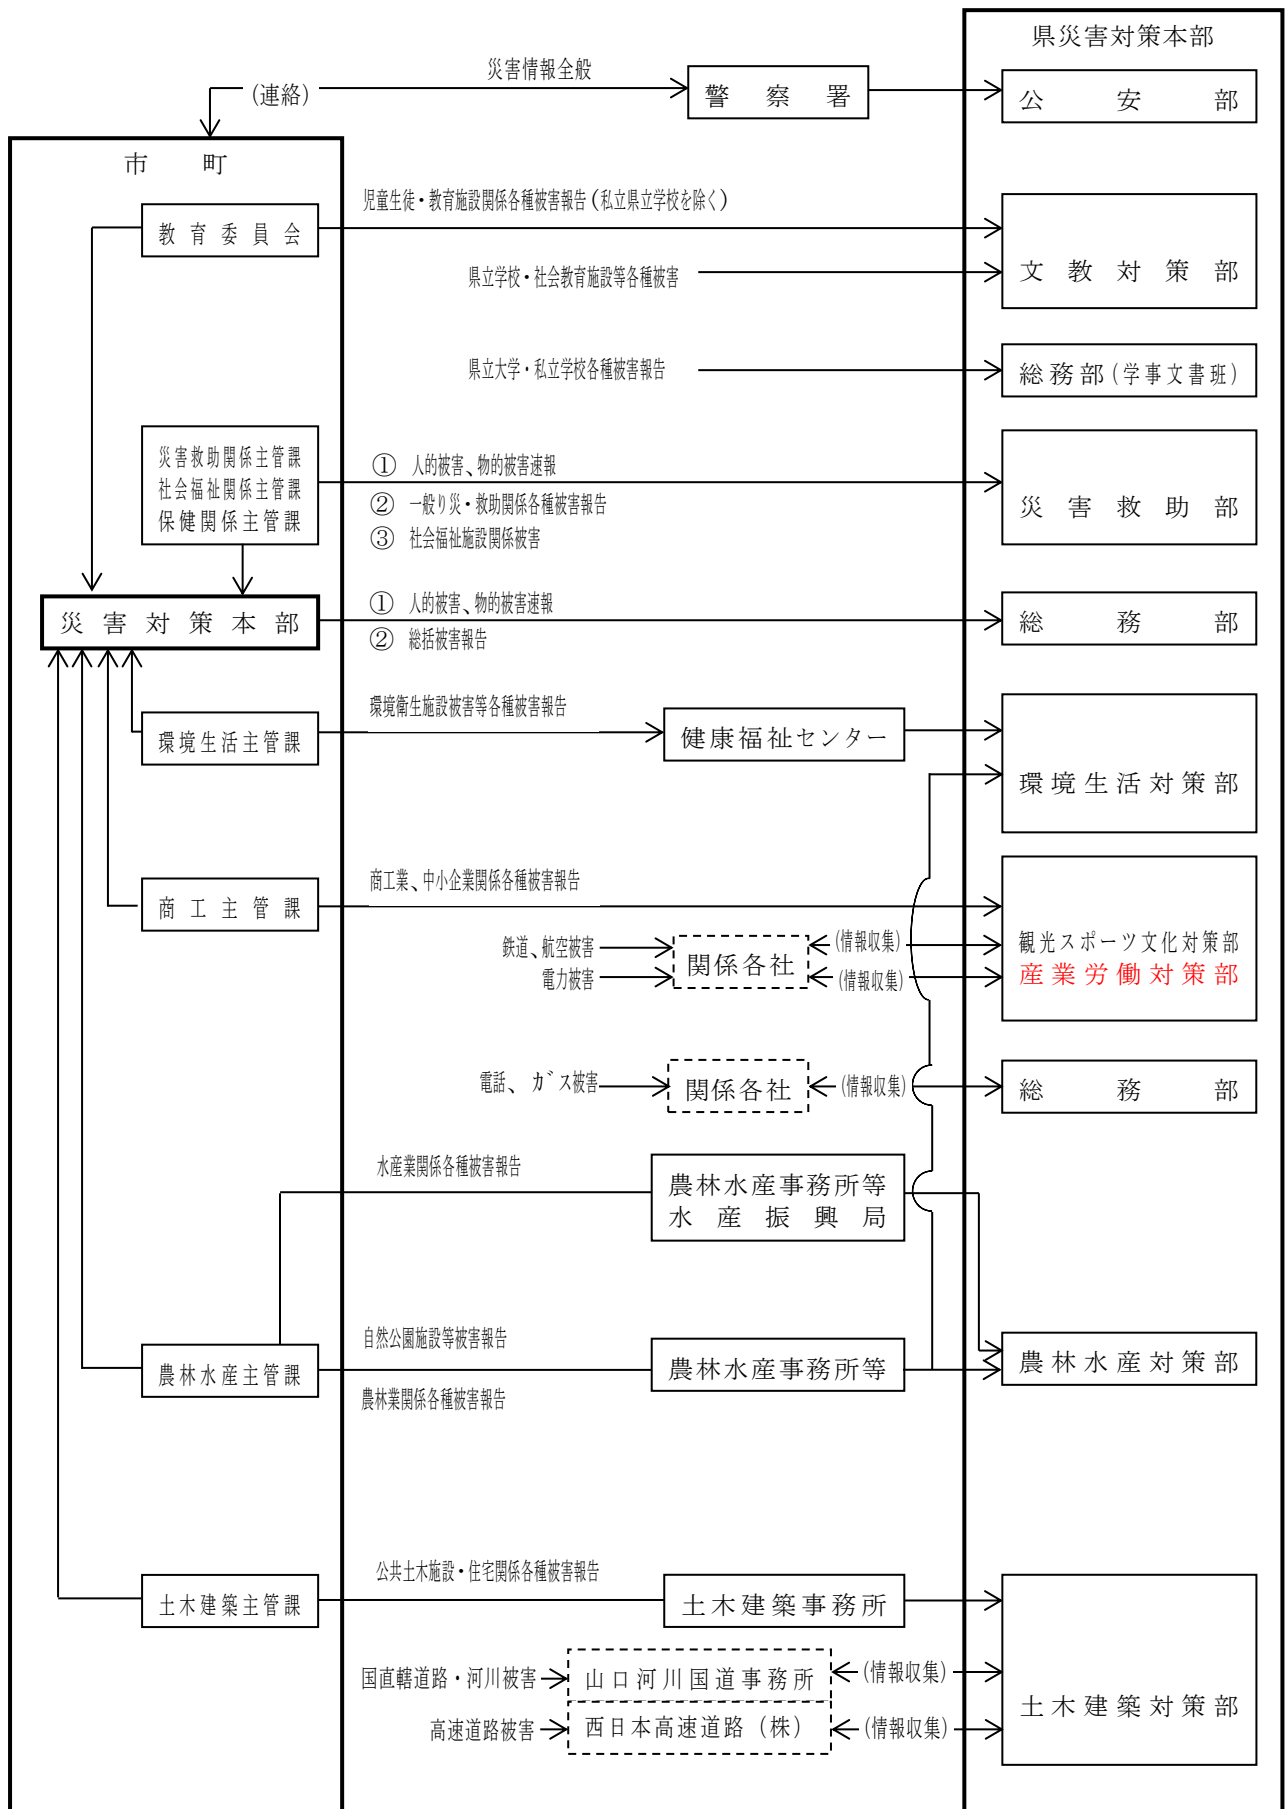 県災害対策本部
災害情報全般
(連絡)
警察署
公安部
市町
児童生徒・教育施設関係各種被害報告(私立県立学校を除く)
教育委員会
県立学校・社会教育施設等各種被害
文教対策部
県立大学・私立学校各種被害報告
総務部(学事文書班)
災害救助関係主管課
社会福祉関係主管課
保健関係主管課
① 人的被害、物的被害速報
② 一般り災・救助関係各種被害報告
③ 社会福祉施設関係被害
災害救助部
災害対策本部
① 人的被害、物的被害速報
② 総括被害報告
総務部
環境衛生施設被害等各種被害報告
環境生活主管課
健康福祉センター
環境生活対策部
商工業、中小企業関係各種被害報告
商工主管課
鉄道、航空被害
電力被害
関係各社
(情報収集)
(情報収集)
観光スポーツ文化対策部
産業労働対策部
電話、ガス被害
関係各社
(情報収集)
総務部
水産業関係各種被害報告
農林水産事務所等
水産振興局
自然公園施設等被害報告
農林水産主管課
農林水産事務所等
農林水産対策部
農林業関係各種被害報告
公共土木施設・住宅関係各種被害報告
土木建築主管課
土木建築事務所
国直轄道路・河川被害
山口河川国道事務所
(情報収集)
土木建築対策部
高速道路被害
西日本高速道路(株)
(情報収集)